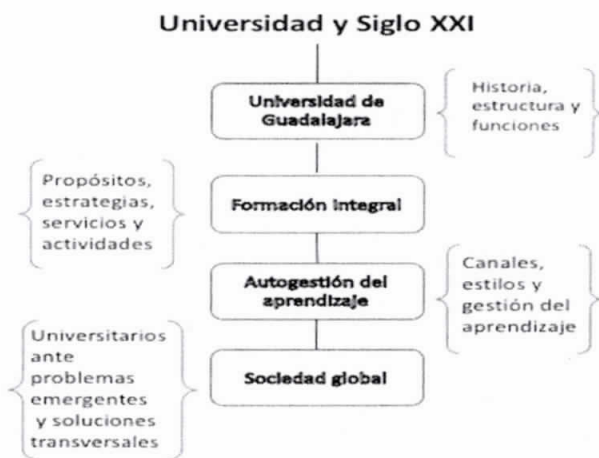 Universidad y Siglo XXI
Universidad de
Guadalajara
Historia,
estructura y
funciones
Propósitos,
estrategias,
servicios y
actividades
Formación integral
Autogestión del
aprendizaje
Canales,
estilos y
gestión del
aprendizaje
Universitarios
ante
problemas
emergentes
y soluciones
transversales
Sociedad global